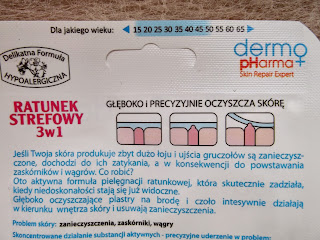 Dla jakiego wieku: 15 20 25 30 35 40 45 50 55 60 65
Delikatna Formuła
HYPOALERGICZNA
dermo
pHarma
Skin Repair Expert
RATUNEK
STREFOWY
3w1
GŁĘBOKO i PRECYZYJNIE OCZYSZCZA SKÓRĘ
Jeśli Twoja skóra produkuje zbyt dużo łoju i ujścia gruczołów są zanieczysz-
czone, dochodzi do ich zatykania, a w konsekwencji do powstawania
zaskórników i wągrów. Co robić?
Oto aktywna formuła pielęgnacji ratunkowej, która skutecznie zadziała,
kiedy niedoskonałości stają się już widoczne.
Głęboko oczyszczające plastry na brodę i czoło intesywnie działają
w kierunku wnętrza skóry i usuwają zanieczyszczenia.
Problem skóry: zanieczyszczenia, zaskórniki, wągry
Skoncentrowane działanie substancji aktywnych - precyzyjne uderzenie w problem: